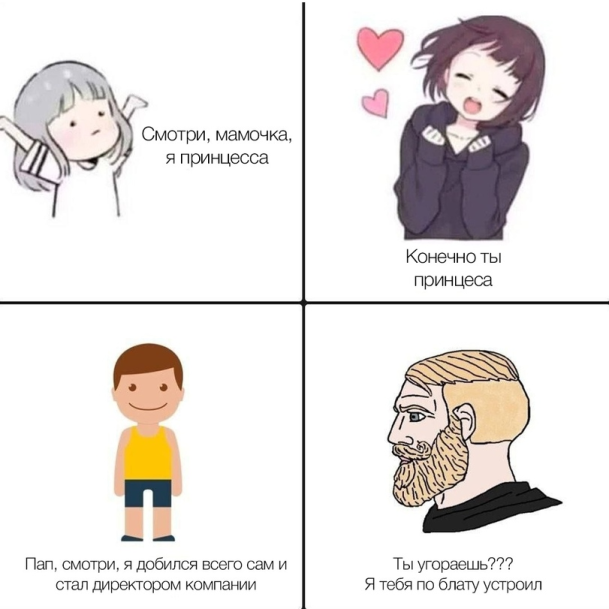 Смотри, мамочка,
я принцесса
Конечно ты
принцеса
Пап, смотри, я добился всего сам и
стал директором компании
Ты угораешь???
Я тебя по блату устроил